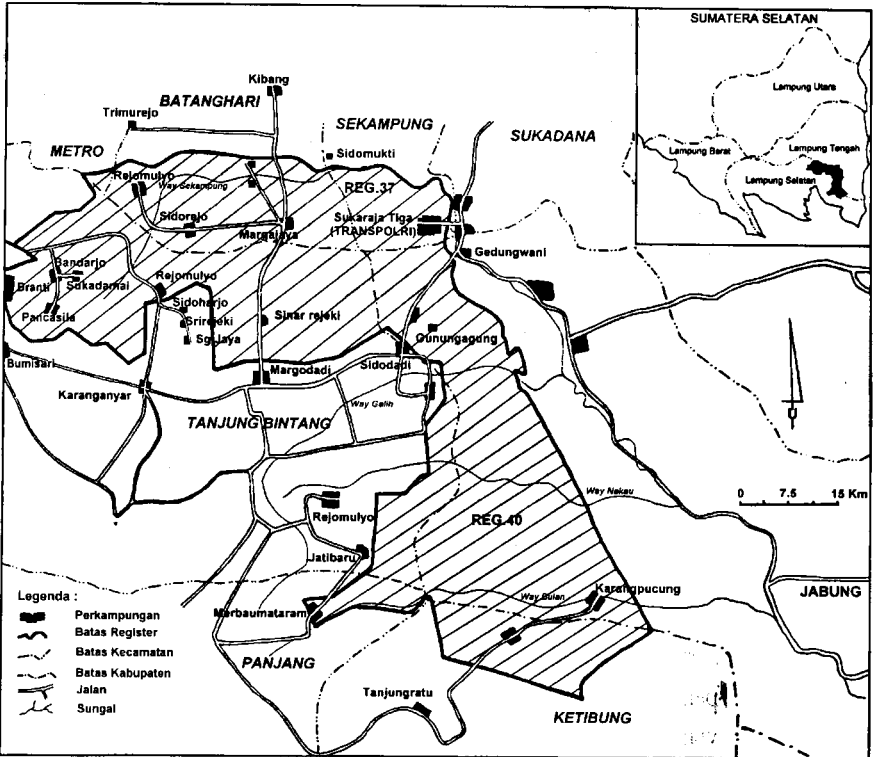 SUMATERA SELATAN
Lampung Utara
Lampung Tengah
Lampung Barat
Lampung Selatan
Kibang
BATANGHARI
Trimurejo
SEKAMPUNG
SUKADANA
METRO
Sidomukti
Rejomulyo
Way Sekampung
REG.37
Sidorejo
Margajaya
Sukaraja Tiga
(TRANSPOLRI)
Gedungwani
Bandarjo
Branti
Sukadamai
Rejomulyo
Pancasila
Sidoharjo
Srirejeki
Sg.Jaya
Sinar rejeki
Gunungagung
Bumisari
Margodadi
Sidodadi
Karanganyar
Way Galih
TANJUNG BINTANG
U
Way Nakau
0 7.5 15 Km
Rejomulyo
REG.40
Jatibaru
Karangpucung
Way Bulan
JABUNG
Merbaumataram
PANJANG
Tanjungratu
KETIBUNG
Legenda :
Perkampungan
Batas Register
Batas Kecamatan
Batas Kabupaten
Jalan
Sungai